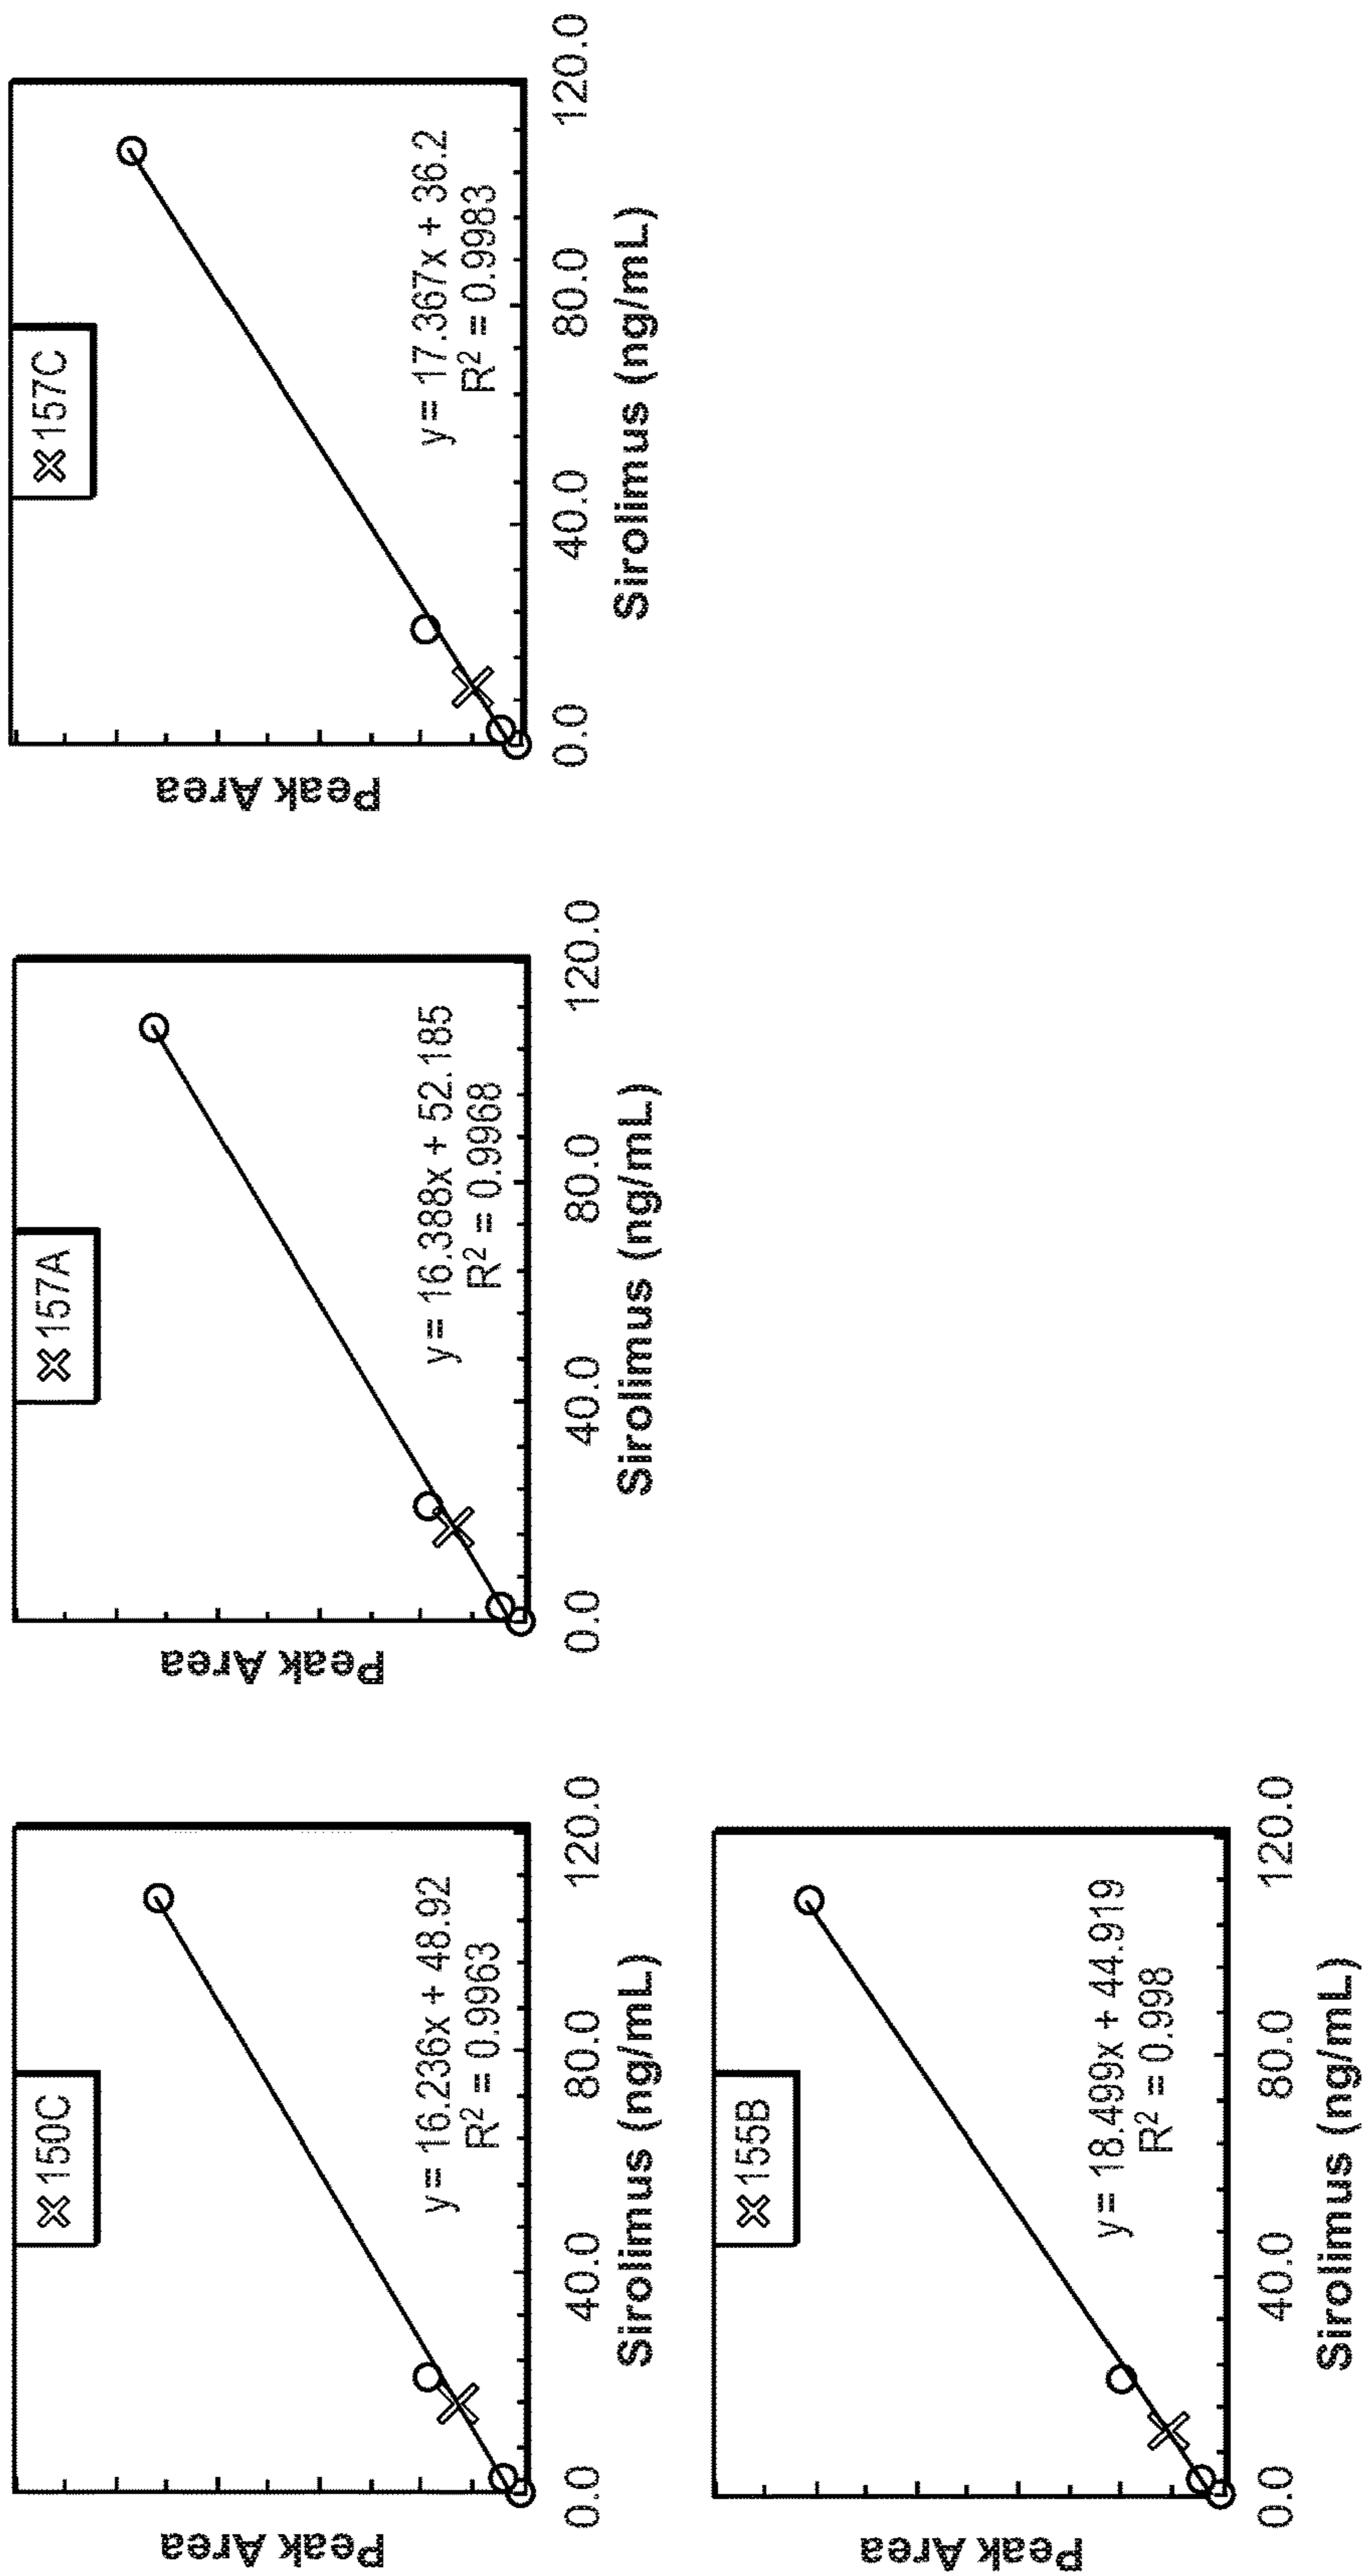 150C
y = 16.236x + 48.92
R² = 0.9963
Peak Area
0.0 40.0 80.0 120.0
Sirolimus (ng/mL)
157A
y = 16.388x + 52.185
R² = 0.9968
Peak Area
0.0 40.0 80.0 120.0
Sirolimus (ng/mL)
157C
y = 17.367x + 36.2
R² = 0.9983
Peak Area
0.0 40.0 80.0 120.0
Sirolimus (ng/mL)
155B
y = 18.499x + 44.919
R² = 0.998
Peak Area
0.0 40.0 80.0 120.0
Sirolimus (ng/mL)